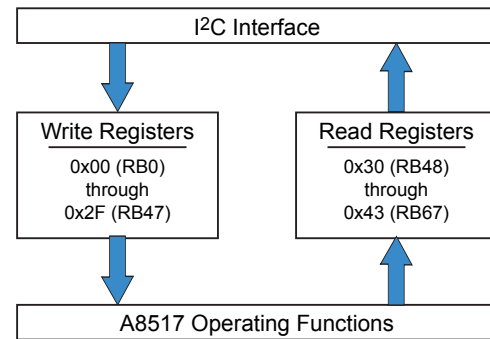 I²C Interface
Write Registers
0x00 (RB0)
through
0x2F (RB47)
Read Registers
0x30 (RB48)
through
0x43 (RB67)
A8517 Operating Functions